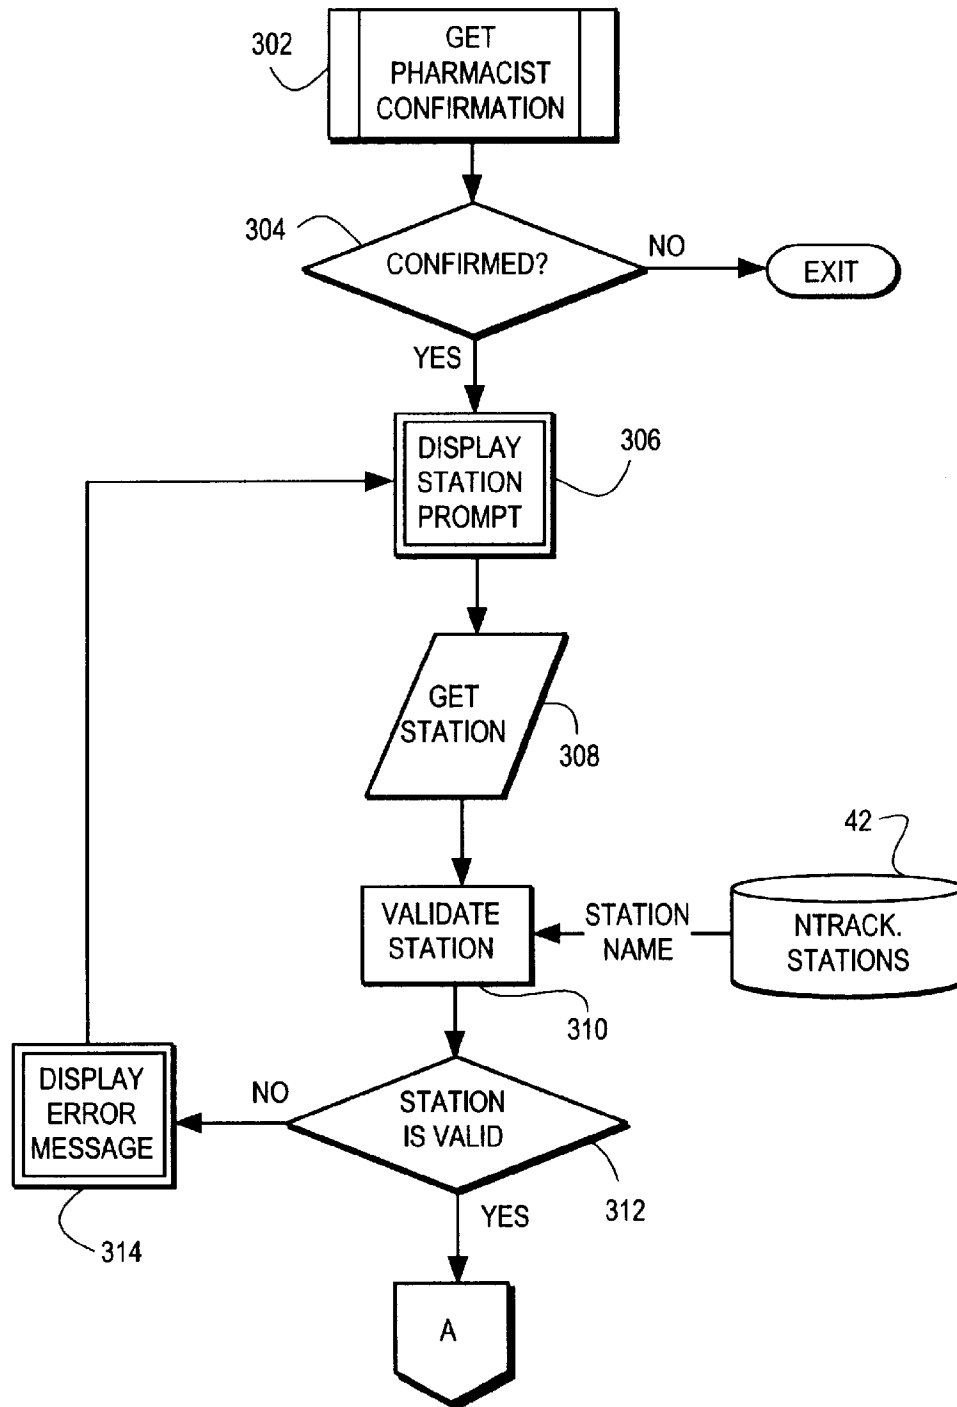 302
GET
PHARMACIST
CONFIRMATION
304
CONFIRMED?
NO
EXIT
YES
DISPLAY
STATION
PROMPT
306
GET
STATION
308
42
VALIDATE
STATION
STATION
NAME
NTRACK.
STATIONS
310
DISPLAY
ERROR
MESSAGE
NO
STATION
IS VALID
312
314
YES
A